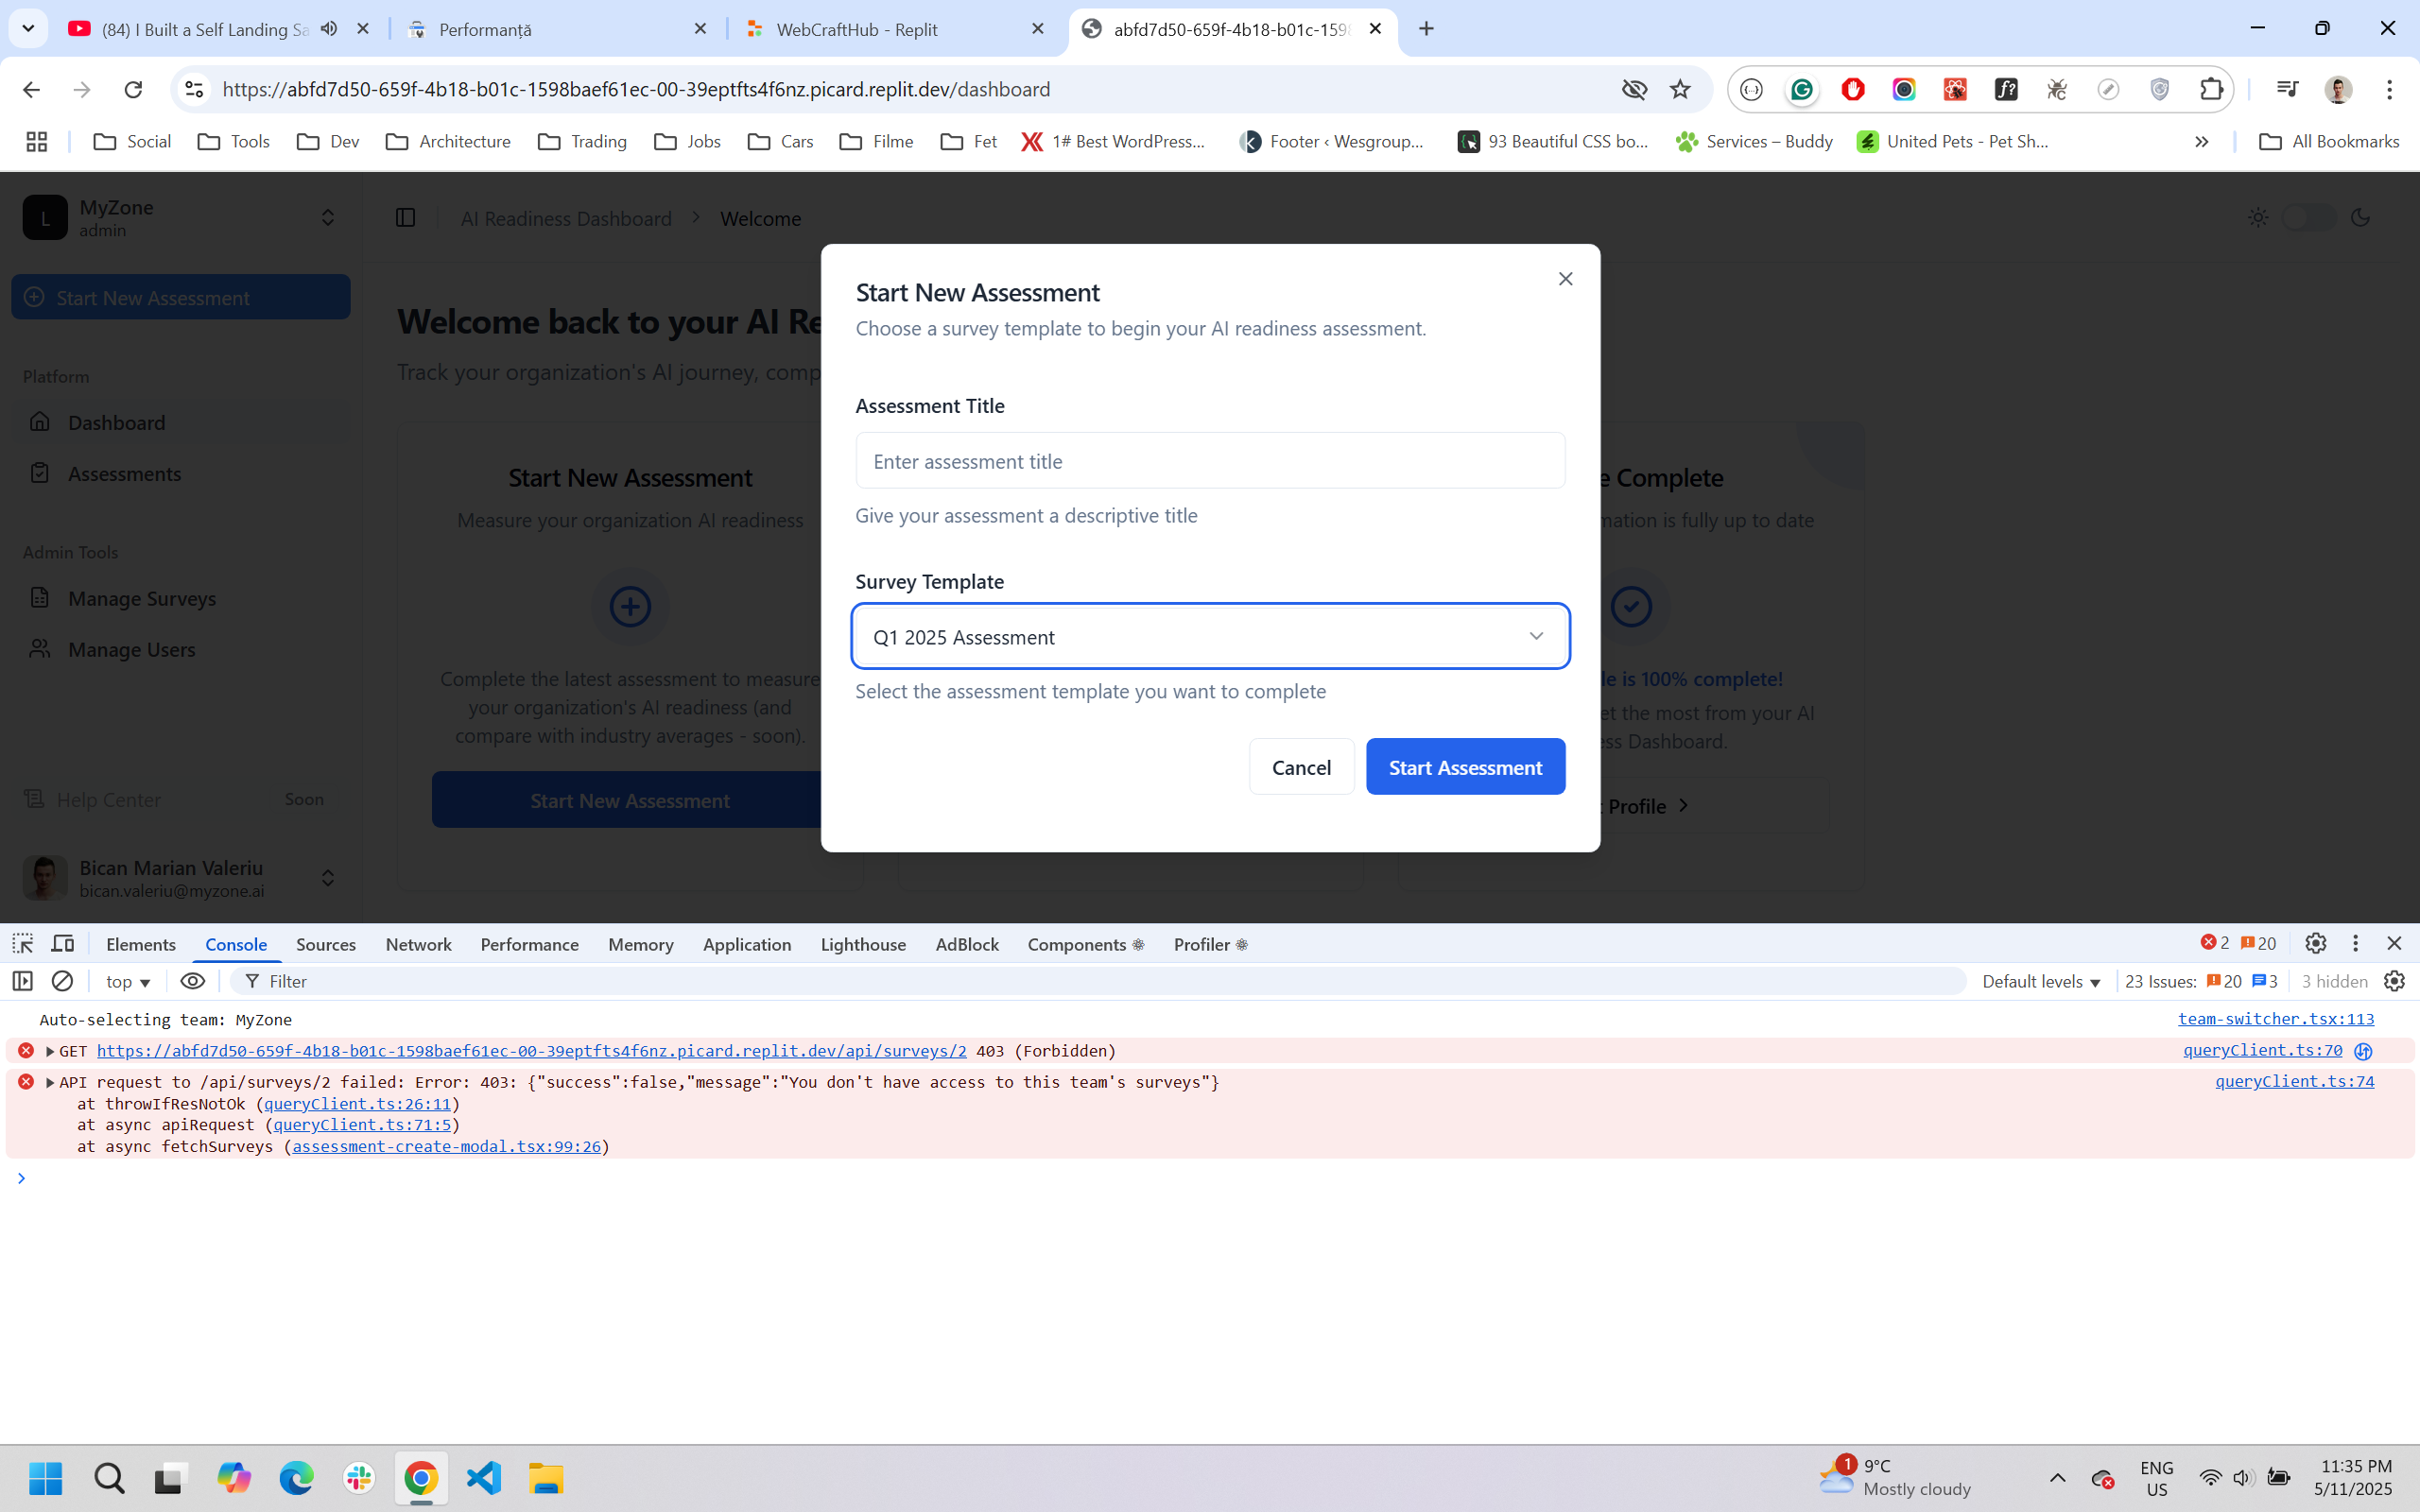 (84) I Built a Self Landing Sa
Performanță
WebCraftHub - Replit
abfd7d50-659f-4b18-b01c-159
https://abfd7d50-659f-4b18-b01c-1598baef61ec-00-39eptfts4f6nz.picard.replit.dev/dashboard
Social
Tools
Dev
Architecture
Trading
Jobs
Cars
Filme
Fet
1# Best WordPress...
Footer ‹ Wesgroup...
93 Beautiful CSS bo...
Services – Buddy
United Pets - Pet Sh...
All Bookmarks
L
MyZone
admin
AI Readiness Dashboard
Welcome
Start New Assessment
Platform
Dashboard
Assessments
Admin Tools
Manage Surveys
Manage Users
Help Center
Soon
Bican Marian Valeriu
bican.valeriu@myzone.ai
Welcome back to your AI Re
Track your organization's AI journey, comp
Start New Assessment
Measure your organization AI readiness
Complete the latest assessment to measure
your organization's AI readiness (and
compare with industry averages - soon).
Start New Assessment
Start New Assessment
Choose a survey template to begin your AI readiness assessment.
Assessment Title
Enter assessment title
Give your assessment a descriptive title
Survey Template
Q1 2025 Assessment
Select the assessment template you want to complete
Cancel
Start Assessment
e Complete
mation is fully up to date
le is 100% complete!
et the most from your AI
ss Dashboard.
Profile
Elements
Console
Sources
Network
Performance
Memory
Application
Lighthouse
AdBlock
Components
Profiler
2
20
top
Filter
Default levels
23 Issues:
20
3
3 hidden
Auto-selecting team: MyZone
team-switcher.tsx:113
GET https://abfd7d50-659f-4b18-b01c-1598baef61ec-00-39eptfts4f6nz.picard.replit.dev/api/surveys/2 403 (Forbidden)
queryClient.ts:70
API request to /api/surveys/2 failed: Error: 403: {"success":false,"message":"You don't have access to this team's surveys"}
queryClient.ts:74
at throwIfResNotOk (queryClient.ts:26:11)
at async apiRequest (queryClient.ts:71:5)
at async fetchSurveys (assessment-create-modal.tsx:99:26)
1
9°C
Mostly cloudy
ENG
US
11:35 PM
5/11/2025